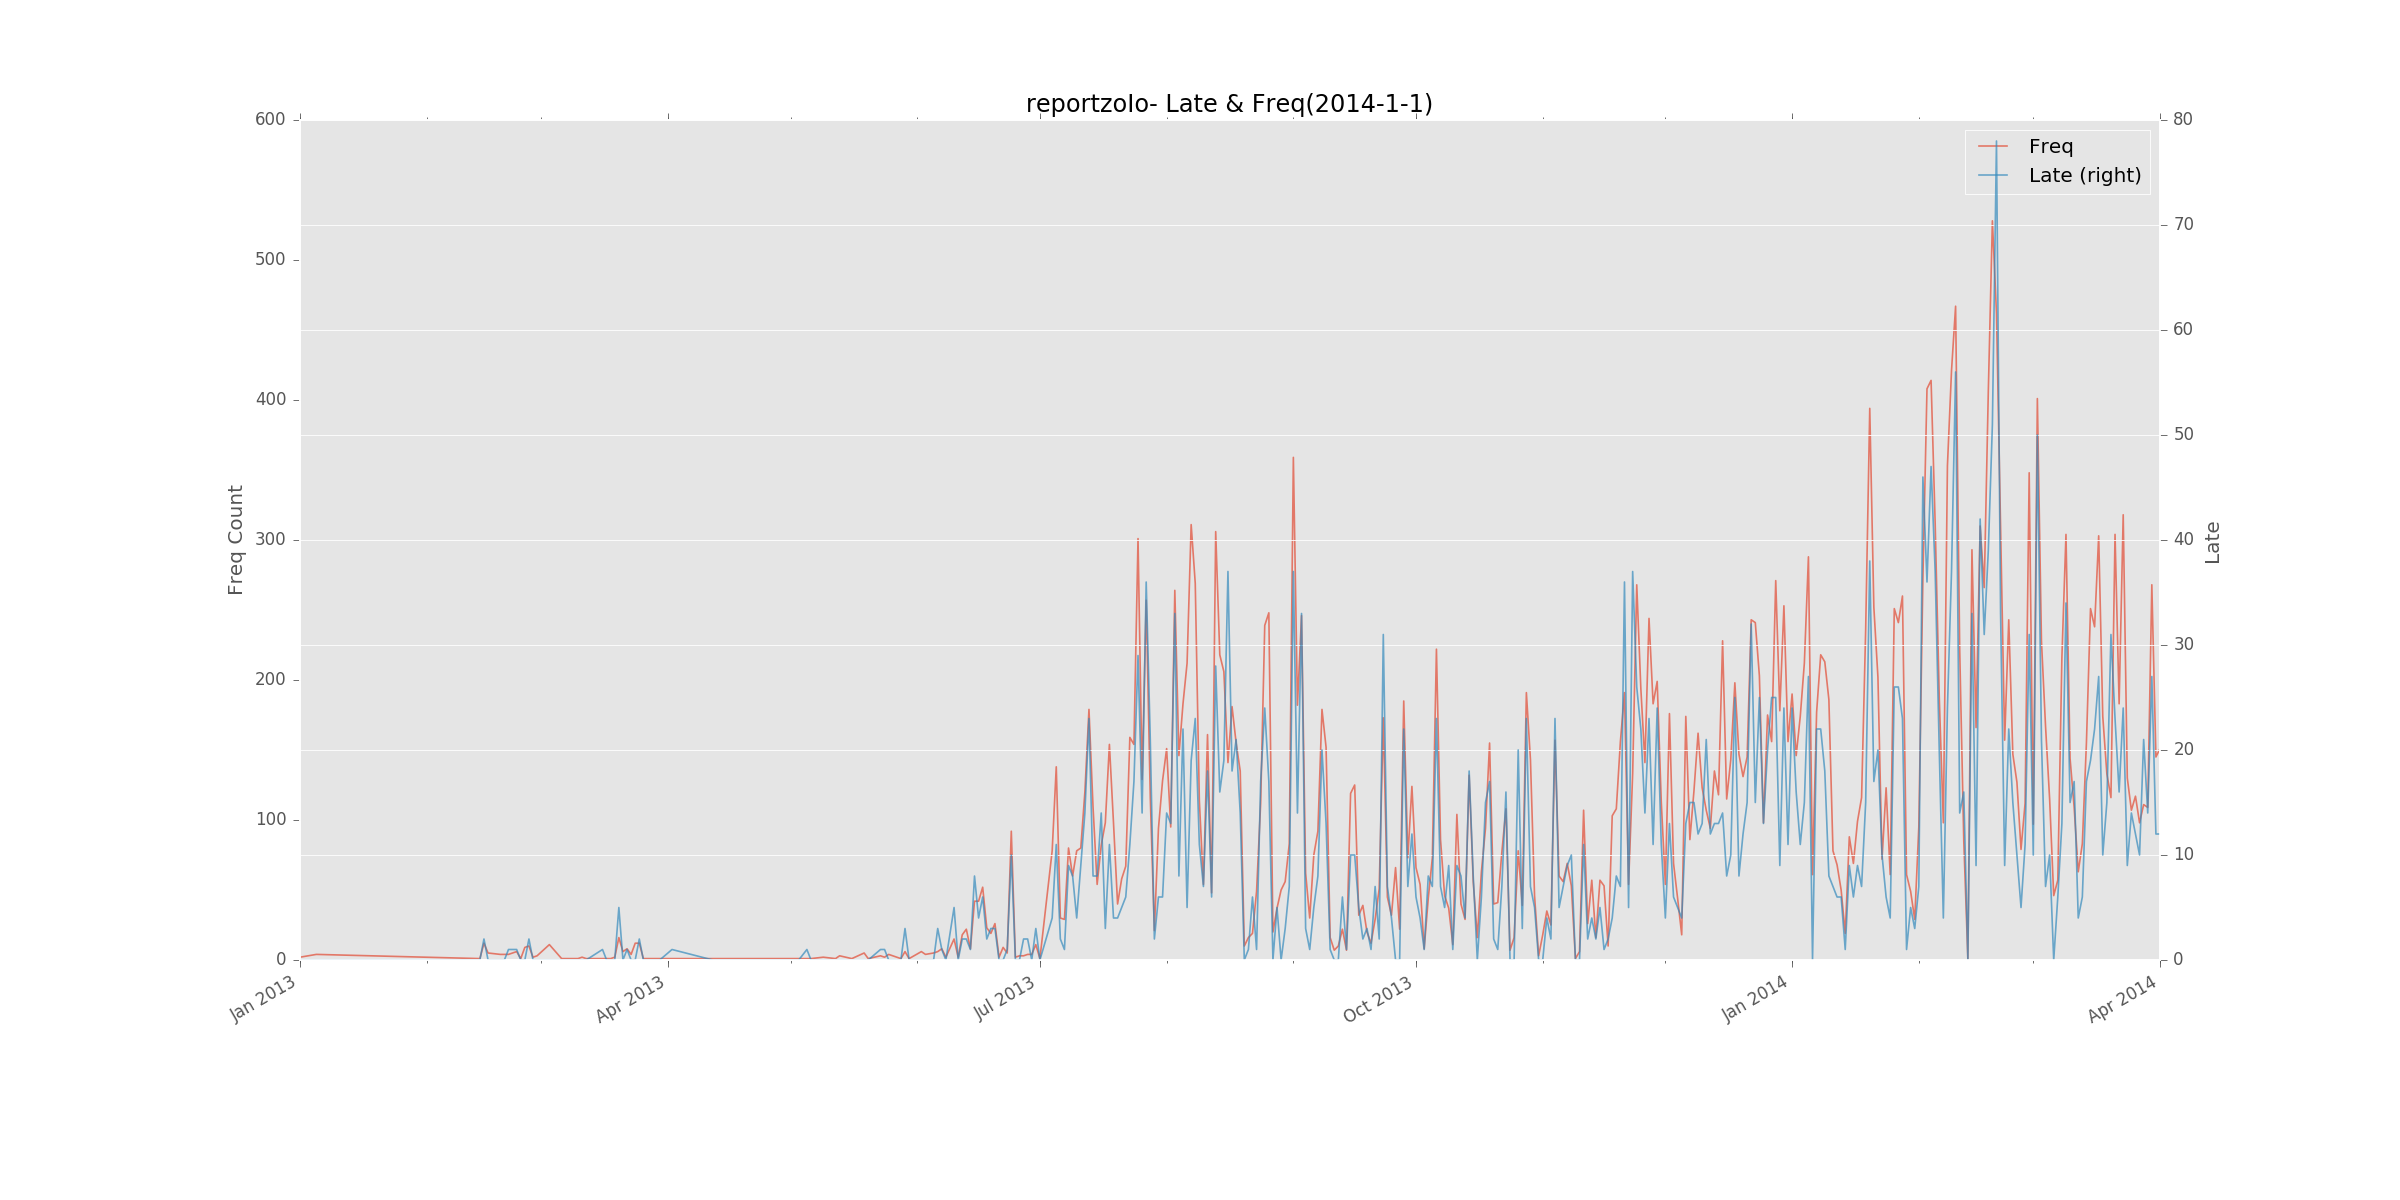 reportzolo- Late & Freq(2014-1-1)
Freq
Late (right)
600
500
400
300
200
100
0
Freq Count
80
70
60
50
40
30
20
10
0
Late
Jan 2013
Apr 2013
Jul 2013
Oct 2013
Jan 2014
Apr 2014